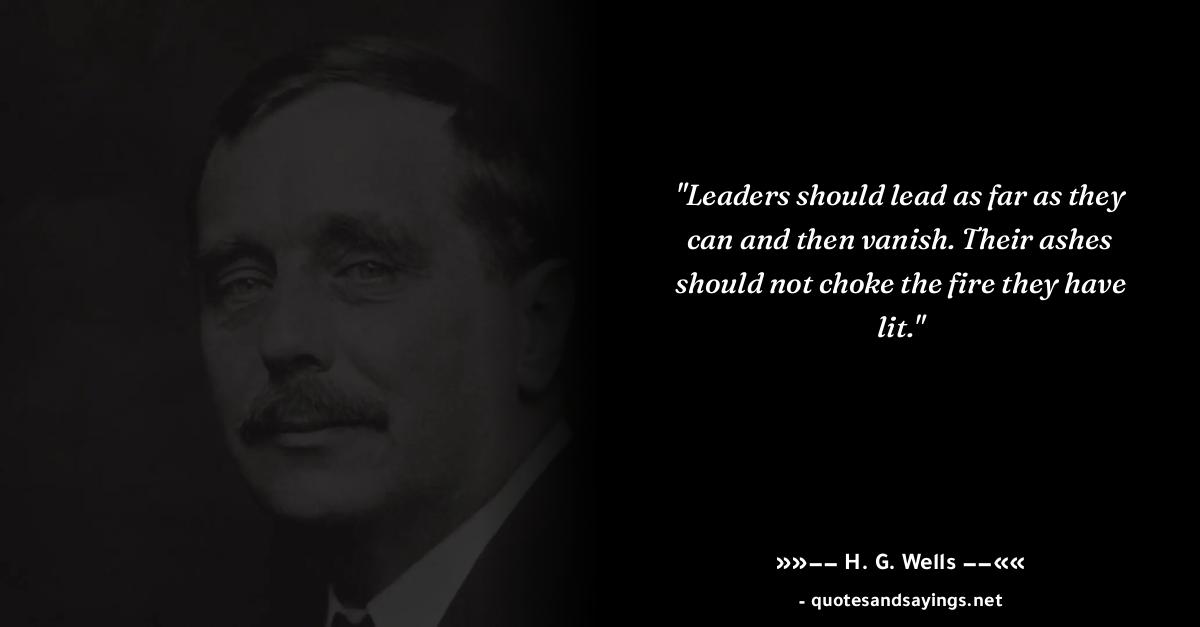 "Leaders should lead as far as they
can and then vanish. Their ashes
should not choke the fire they have
lit."
»»–– H. G. Wells ––««
- quotesandsayings.net